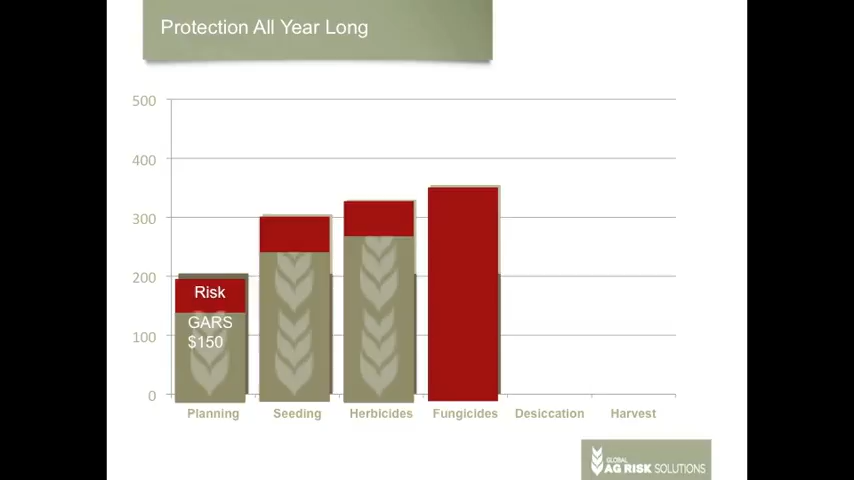 Protection All Year Long
500
400
300
200
100
0
Risk
GARS
$150
Planning Seeding Herbicides Fungicides Desiccation Harvest
GLOBAL
AG RISK SOLUTIONS